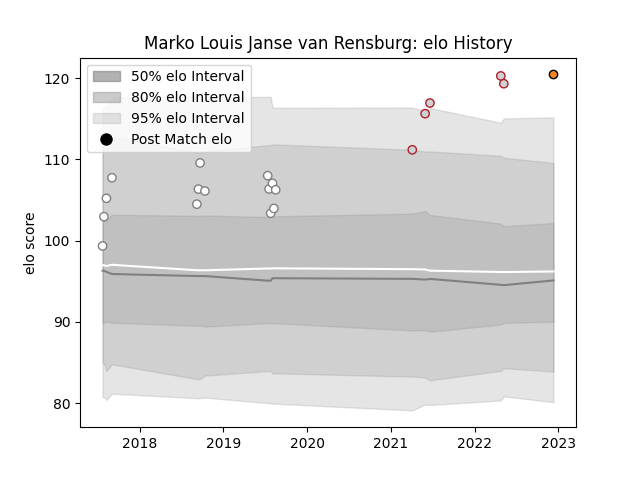 Marko Louis Janse van Rensburg: elo History
50% elo Interval
80% elo Interval
95% elo Interval
Post Match elo
elo score
120
110
100
90
80
2018 2019 2020 2021 2022 2023